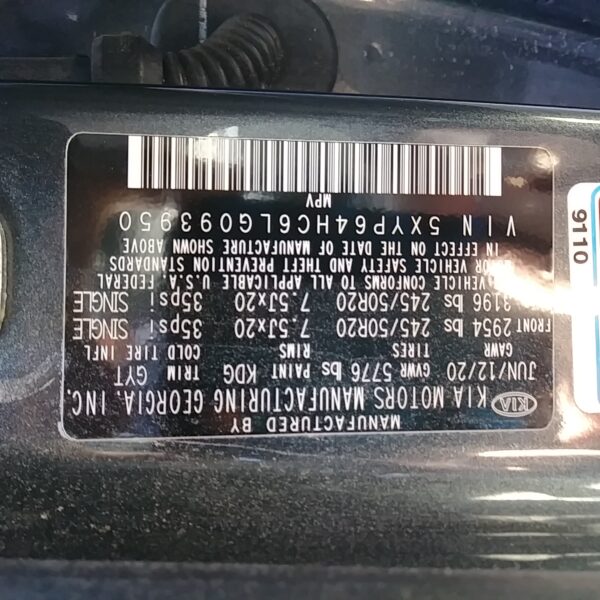 MANUFACTURED BY
KIA KIA MOTORS MANUFACTURING GEORGIA, INC.
JUN/12/20 GVWR 5776 lbs PAINT KDG TRIM GYT
GAWR TIRES RIMS COLD TIRE INFL
FRONT 2954 lbs 245/50R20 7.5Jx20 35psi SINGLE
3196 lbs 245/50R20 7.5Jx20 35psi SINGLE
VEHICLE CONFORMS TO ALL APPLICABLE U.S.A. FEDERAL
VEHICLE SAFETY AND THEFT PREVENTION STANDARDS
IN EFFECT ON THE DATE OF MANUFACTURE SHOWN ABOVE
VIN 5XYP64HC6LG093950
MPV
9110